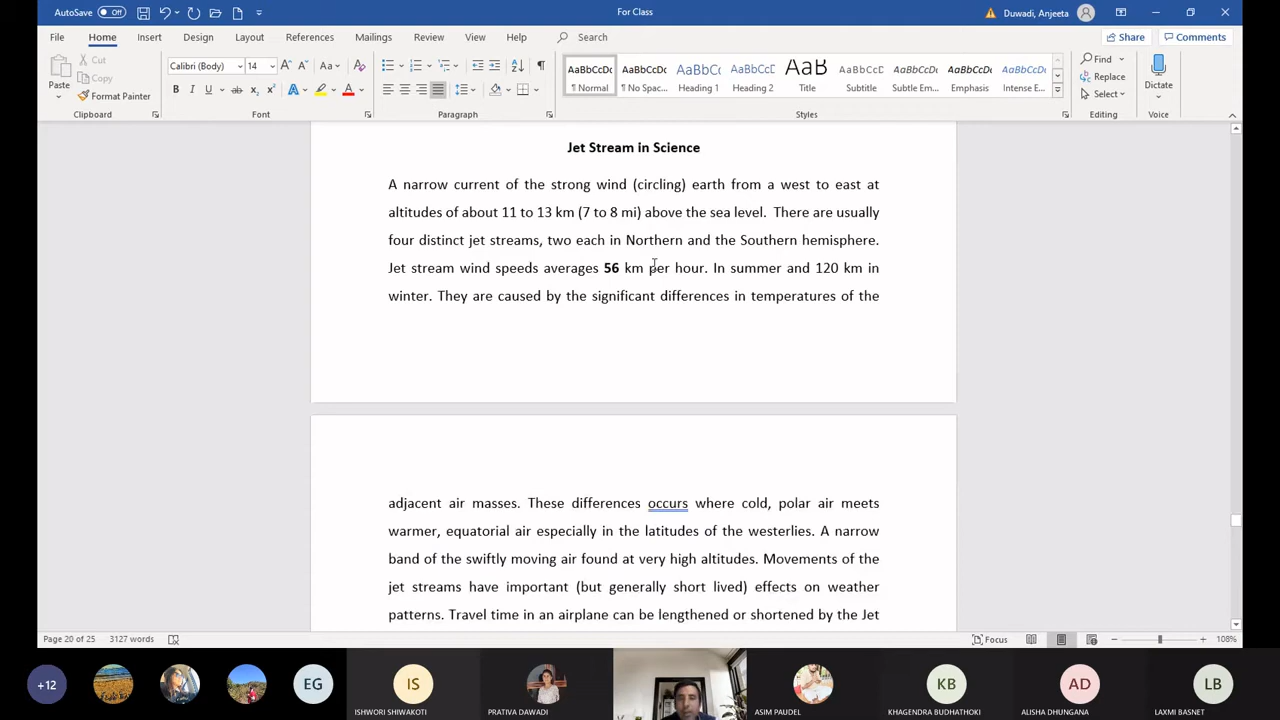 AutoSave Off
For Class
Duwadi, Anjeeta
File Home Insert Design Layout References Mailings Review View Help Search
Share Comments
Paste
Cut
Copy
Format Painter
Calibri (Body) 14
AaBbCcDc AaBbCcDc AaBbCc AaBbCcD AaB AaBbCcD AaBbCcDc AaBbCcDc AaBbCcDc
¶ Normal ¶ No Spac... Heading 1 Heading 2 Title Subtitle Subtle Em... Emphasis Intense E...
Find
Replace
Select
Dictate
Clipboard Font Paragraph Styles Editing Voice
Jet Stream in Science
A narrow current of the strong wind (circling) earth from a west to east at
altitudes of about 11 to 13 km (7 to 8 mi) above the sea level. There are usually
four distinct jet streams, two each in Northern and the Southern hemisphere.
Jet stream wind speeds averages 56 km per hour. In summer and 120 km in
winter. They are caused by the significant differences in temperatures of the
adjacent air masses. These differences occurs where cold, polar air meets
warmer, equatorial air especially in the latitudes of the westerlies. A narrow
band of the swiftly moving air found at very high altitudes. Movements of the
jet streams have important (but generally short lived) effects on weather
patterns. Travel time in an airplane can be lengthened or shortened by the Jet
Page 20 of 25 3127 words
Focus
108%
+12 EG IS KB AD LB
ISHWORI SHIWAKOTI PRATIVA DAWADI ASIM PAUDEL KHAGENDRA BUDHATHOKI ALISHA DHUNGANA LAXMI BASNET